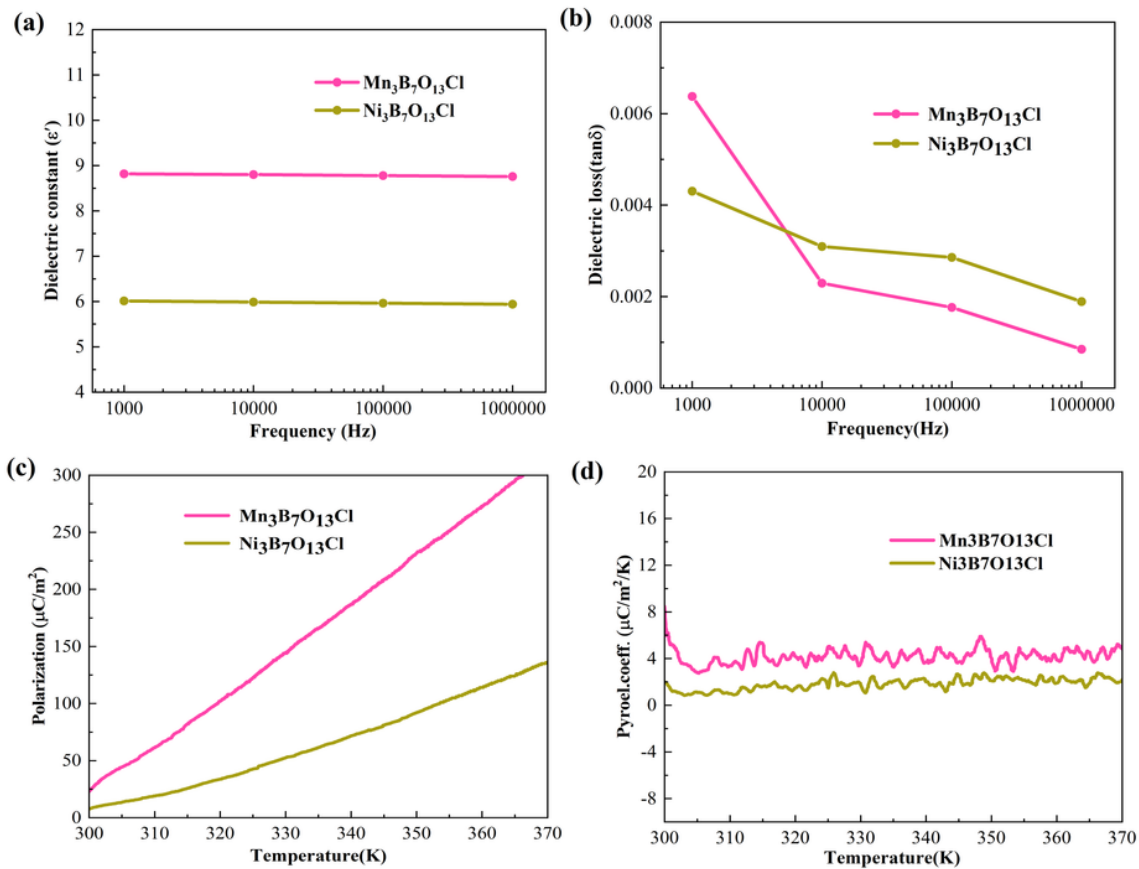 (a)
12
11
10
9
8
7
6
5
4
Dielectric constant (ε′)
Mn₃B₇O₁₃Cl
Ni₃B₇O₁₃Cl
1000 10000 100000 1000000
Frequency (Hz)
(b)
0.008
0.006
0.004
0.002
0.000
Dielectric loss(tanδ)
Mn₃B₇O₁₃Cl
Ni₃B₇O₁₃Cl
1000 10000 100000 1000000
Frequency(Hz)
(c)
300
250
200
150
100
50
0
Polarization (μC/m²)
Mn₃B₇O₁₃Cl
Ni₃B₇O₁₃Cl
300 310 320 330 340 350 360 370
Temperature(K)
(d)
20
16
12
8
4
0
-4
-8
Pyroel.coeff. (μC/m²/K)
Mn3B7O13Cl
Ni3B7O13Cl
300 310 320 330 340 350 360 370
Temperature(K)